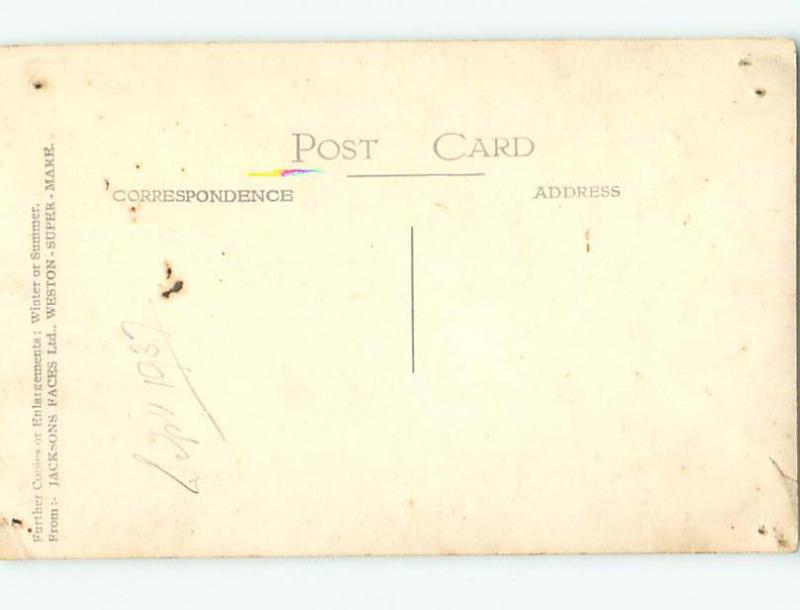 POST CARD
CORRESPONDENCE
ADDRESS
Further Copies or Enlargements; Winter or Summer,
From:- JACKSONS FACES Ltd., WESTON-SUPER-MARE.
Sept 1937